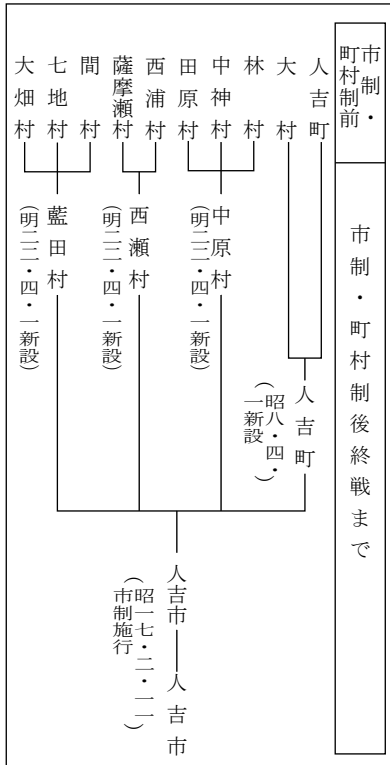 市制・
町村制前
市制・町村制後終戦まで
人吉町
大村
人吉町
(昭八・四・
一新設)
林村
中神村
田原村
中原村
(明二二・四・一新設)
西浦村
薩摩瀬村
西瀬村
(明二二・四・一新設)
間村
七地村
大畑村
藍田村
(明二二・四・一新設)
人吉市
(昭一七・二・一一
市制施行)
人吉市